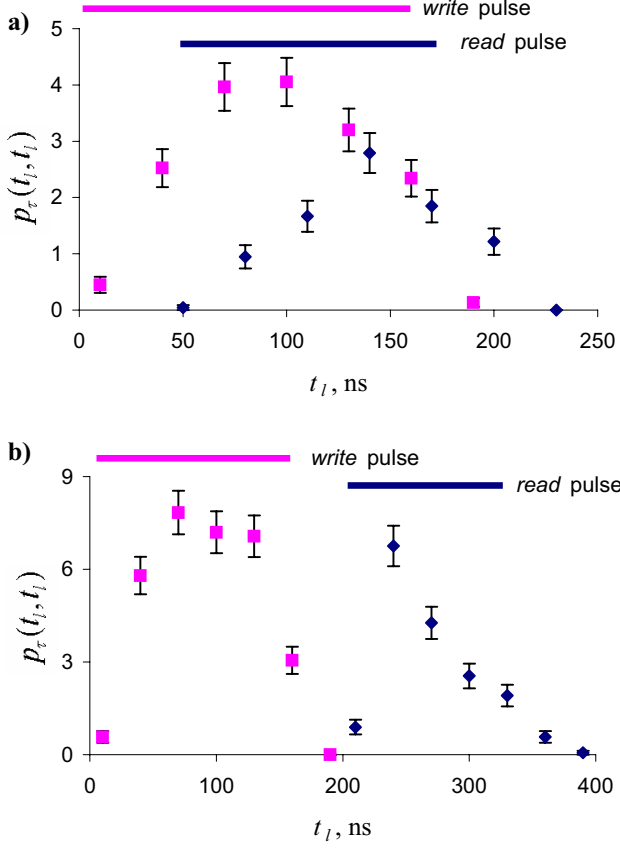 write pulse
a)
read pulse
5
4
3
2
1
0
p_τ(t_l, t_l)
0 50 100 150 200 250
t_l, ns
b)
write pulse
read pulse
9
6
3
0
p_τ(t_l, t_l)
0 100 200 300 400
t_l, ns